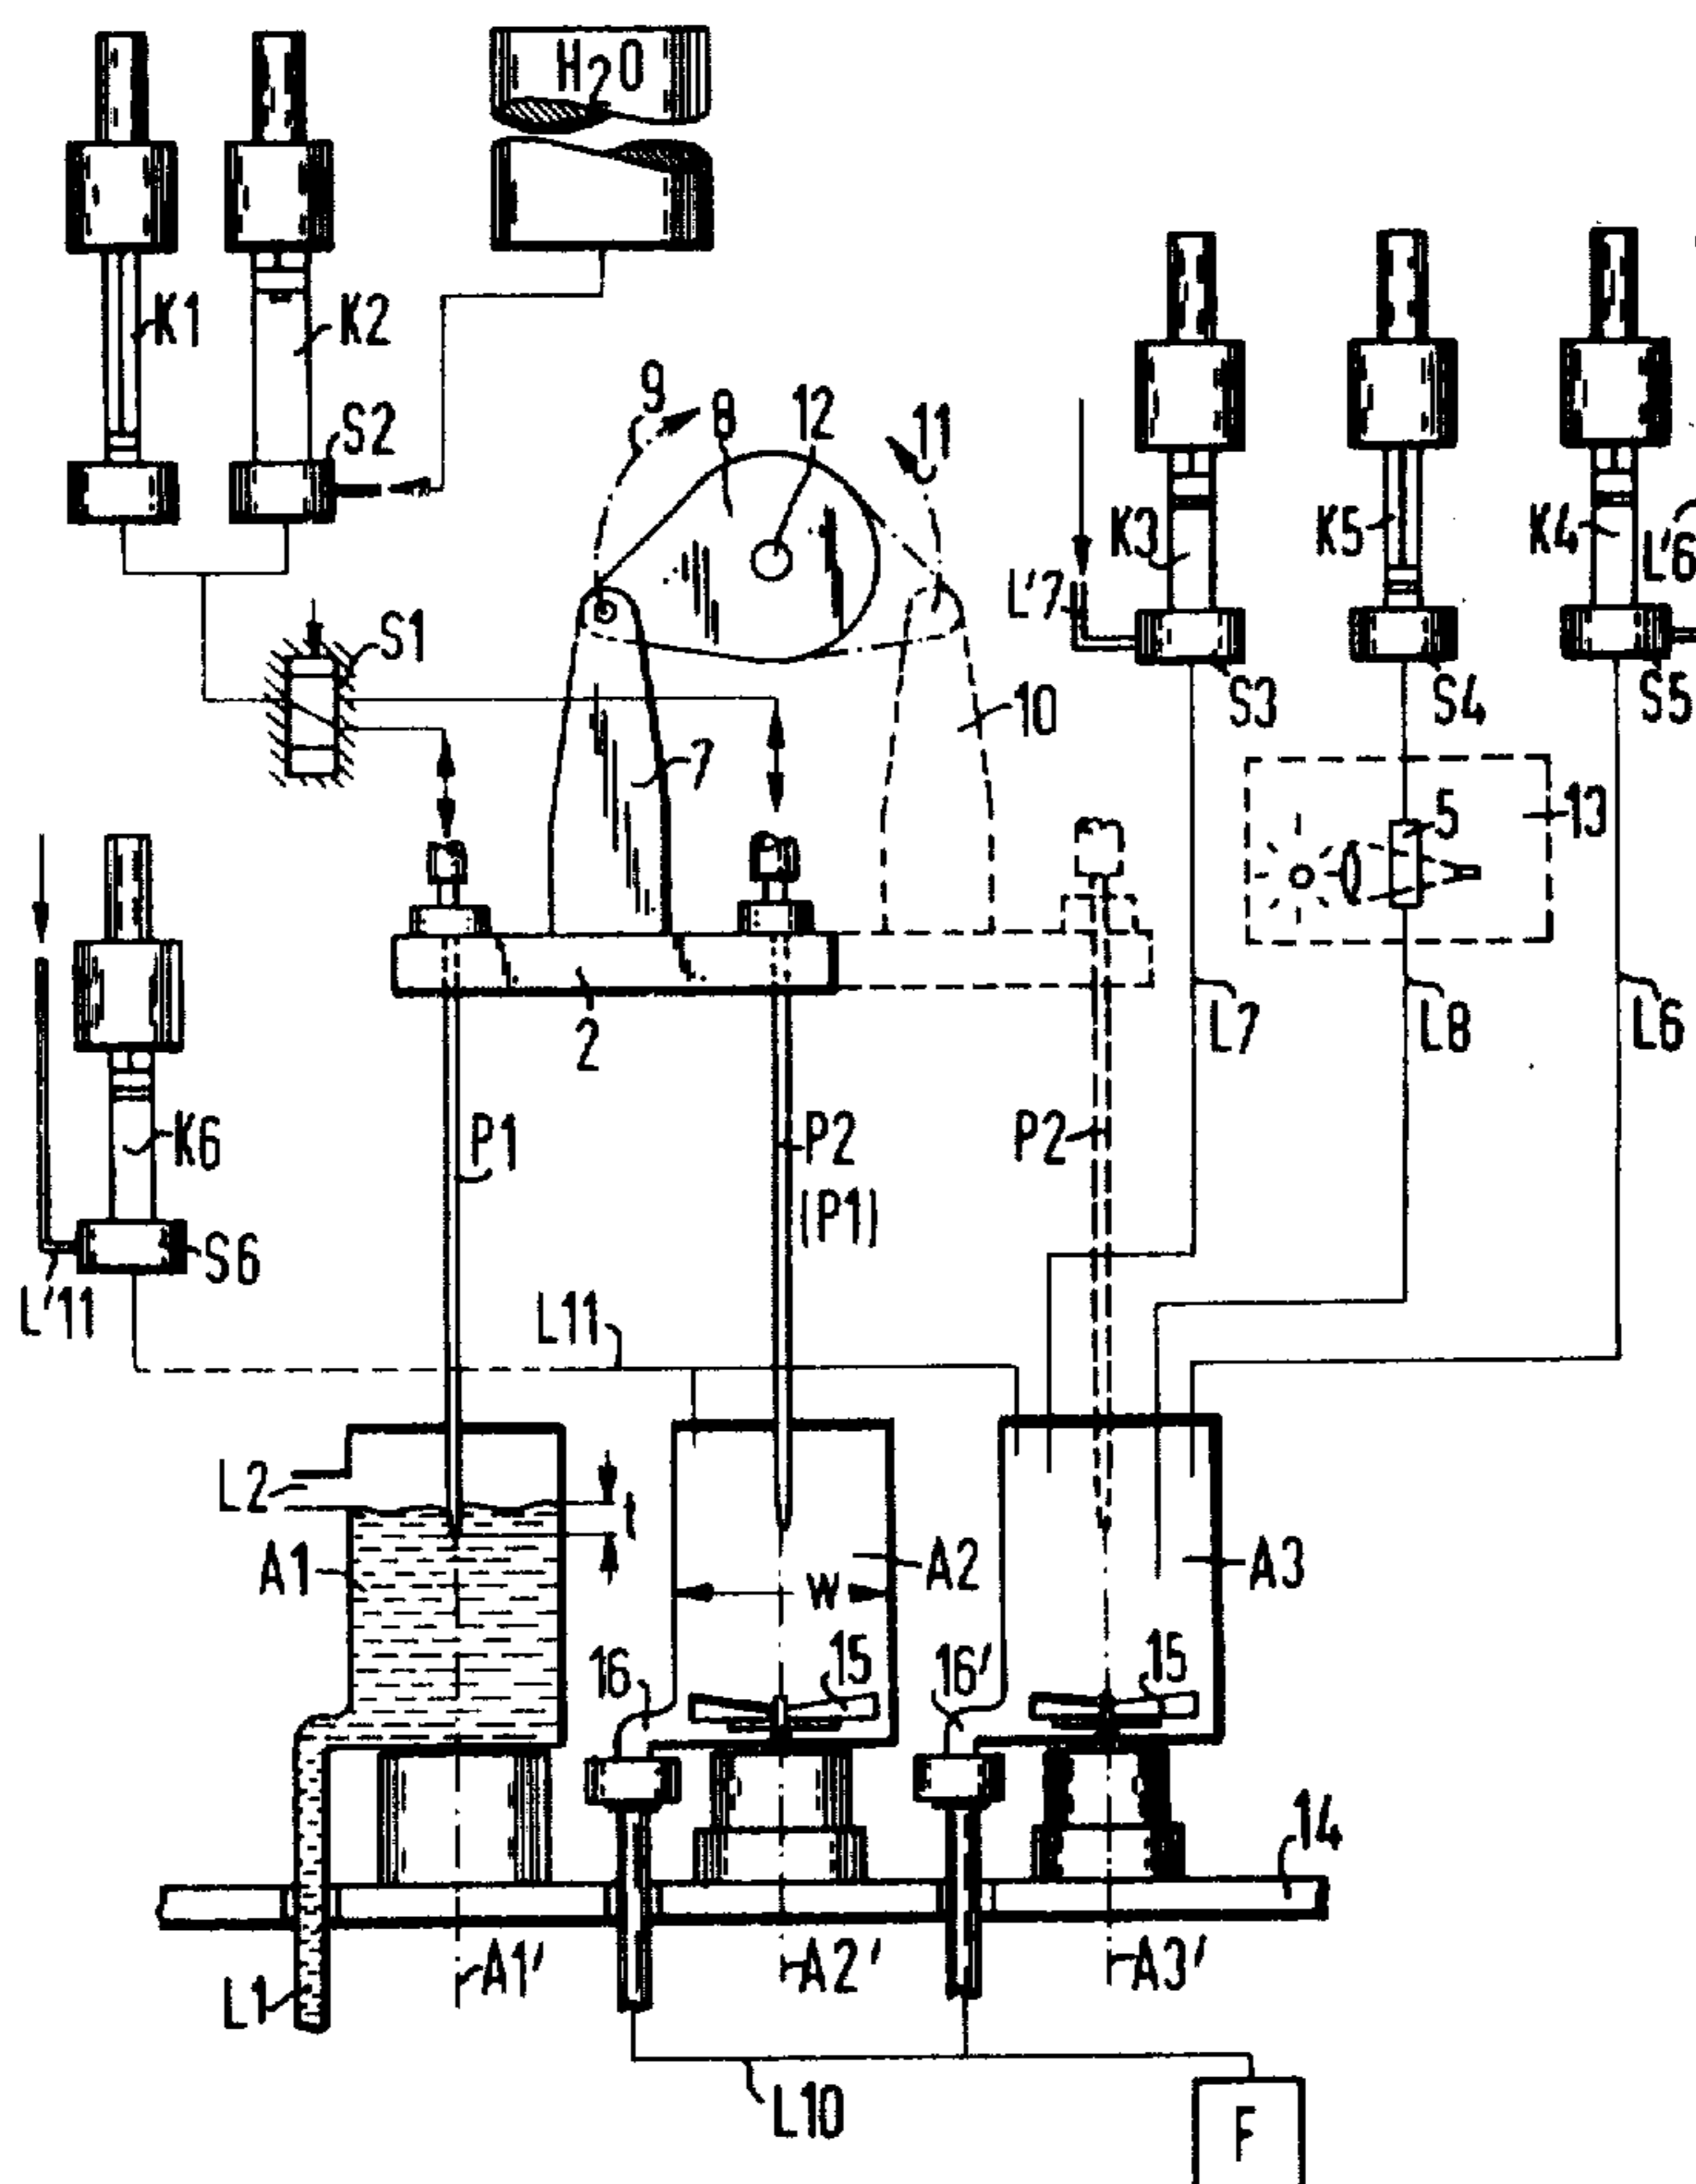 H2O
K1
K2
S2
9
8
12
11
K3
K5
K4
L'6
L'7
S1
S3
S4
S5
10
7
5
13
2
L7
L8
L6
K6
P1
P2
(P1)
P2
S6
L'11
L11
L2
t
A1
A2
A3
W
16
15
16'
15
14
A1'
A2'
A3'
L1
L10
F